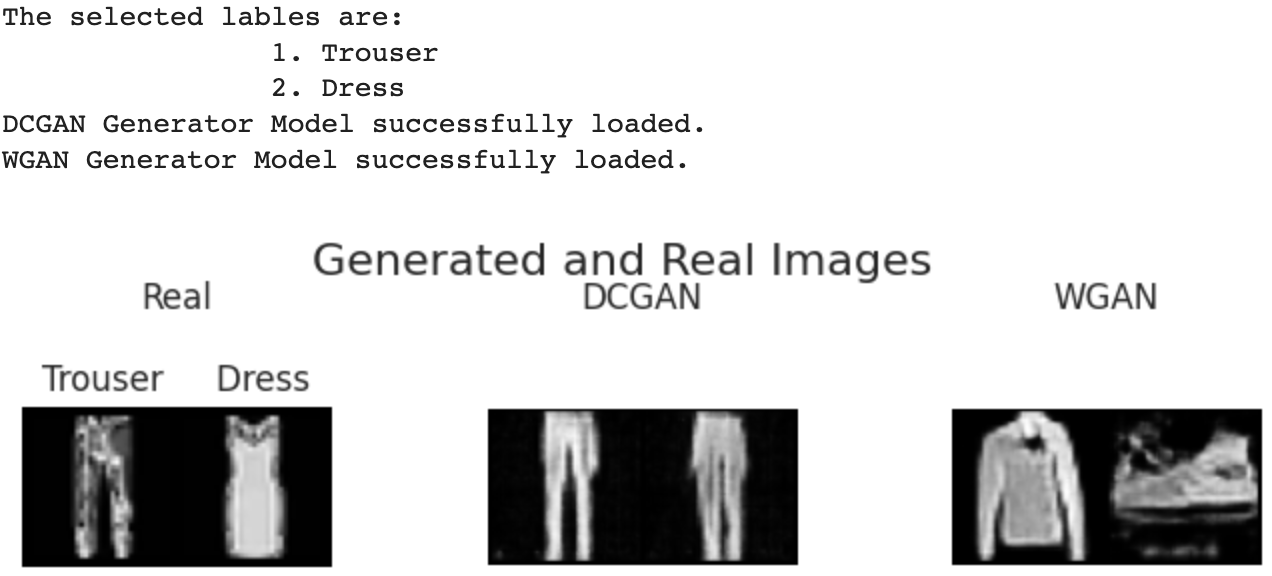 The selected lables are:
1. Trouser
2. Dress
DCGAN Generator Model successfully loaded.
WGAN Generator Model successfully loaded.
Generated and Real Images
Real DCGAN WGAN
Trouser Dress